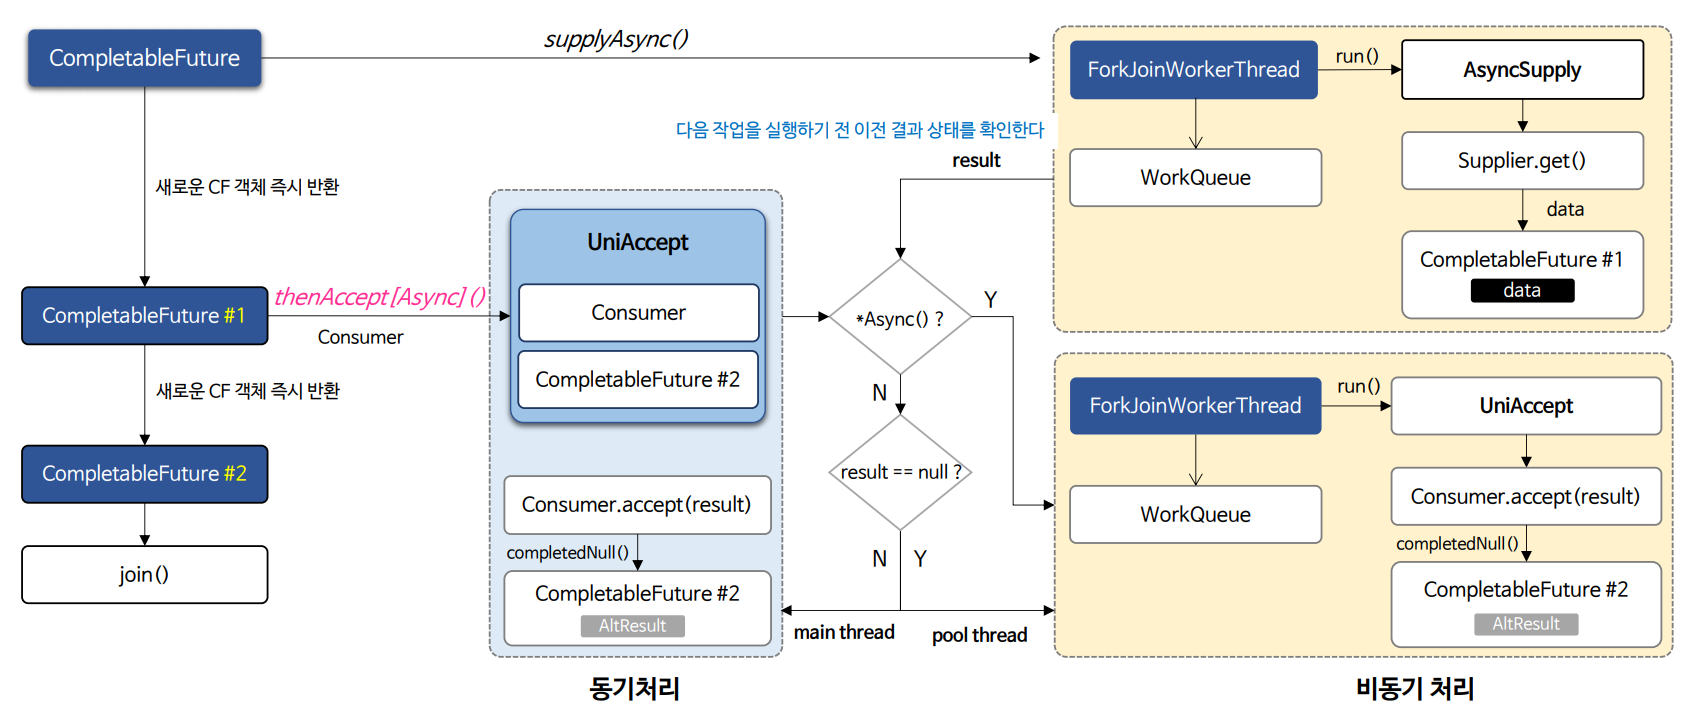 CompletableFuture
supplyAsync()
새로운 CF 객체 즉시 반환
CompletableFuture #1
thenAccept[Async]()
Consumer
새로운 CF 객체 즉시 반환
CompletableFuture #2
join()
UniAccept
Consumer
CompletableFuture #2
Consumer.accept(result)
completedNull()
CompletableFuture #2
AltResult
동기처리
다음 작업을 실행하기 전 이전 결과 상태를 확인한다
result
*Async() ?
Y
N
result == null ?
N
Y
main thread
pool thread
ForkJoinWorkerThread
run()
AsyncSupply
WorkQueue
Supplier.get()
data
CompletableFuture #1
data
ForkJoinWorkerThread
run()
UniAccept
WorkQueue
Consumer.accept(result)
completedNull()
CompletableFuture #2
AltResult
비동기 처리